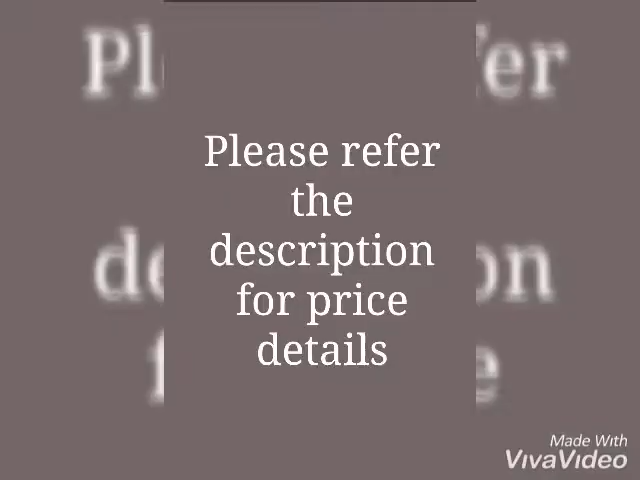 Please refer
the
description
for price
details
Made With
VivaVideo